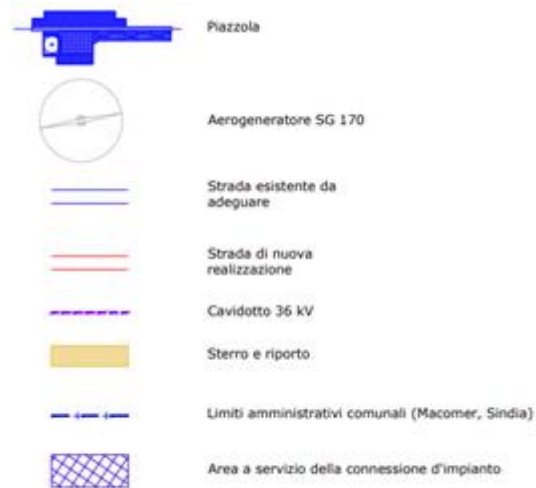 Piazzola
Aerogeneratore SG 170
Strada esistente da
adeguare
Strada di nuova
realizzazione
Cavidotto 36 kV
Sterro e riporto
Limiti amministrativi comunali (Macomer, Sindia)
Area a servizio della connessione d'impianto